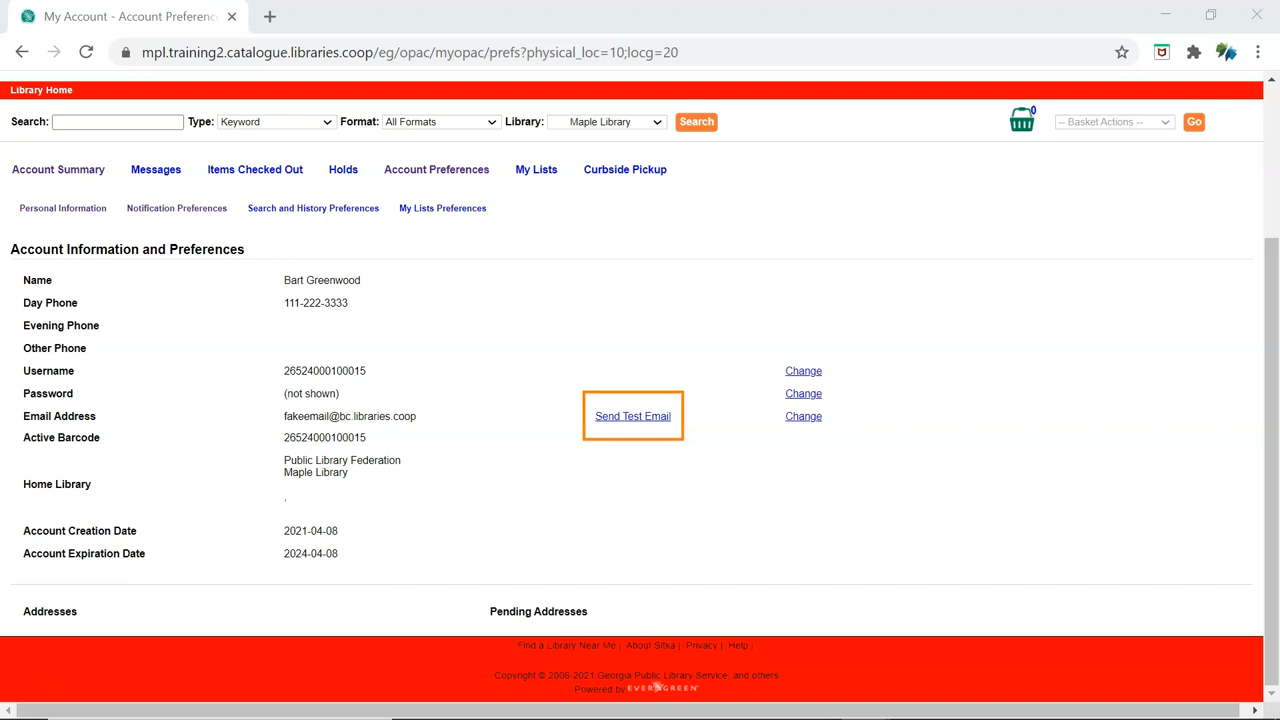 My Account - Account Preferenc
mpl.training2.catalogue.libraries.coop/eg/opac/myopac/prefs?physical_loc=10;locg=20
Library Home
Search: Type: Keyword Format: All Formats Library: Maple Library Search 0 -- Basket Actions -- Go
Account Summary Messages Items Checked Out Holds Account Preferences My Lists Curbside Pickup
Personal Information Notification Preferences Search and History Preferences My Lists Preferences
Account Information and Preferences
Name Bart Greenwood
Day Phone 111-222-3333
Evening Phone
Other Phone
Username 26524000100015 Change
Password (not shown) Change
Email Address fakeemail@bc.libraries.coop Send Test Email Change
Active Barcode 26524000100015
Public Library Federation
Maple Library
Home Library
,
Account Creation Date 2021-04-08
Account Expiration Date 2024-04-08
Addresses Pending Addresses
Find a Library Near Me | About Sitka | Privacy | Help |
Copyright © 2006-2021 Georgia Public Library Service, and others
Powered by EVERGREEN